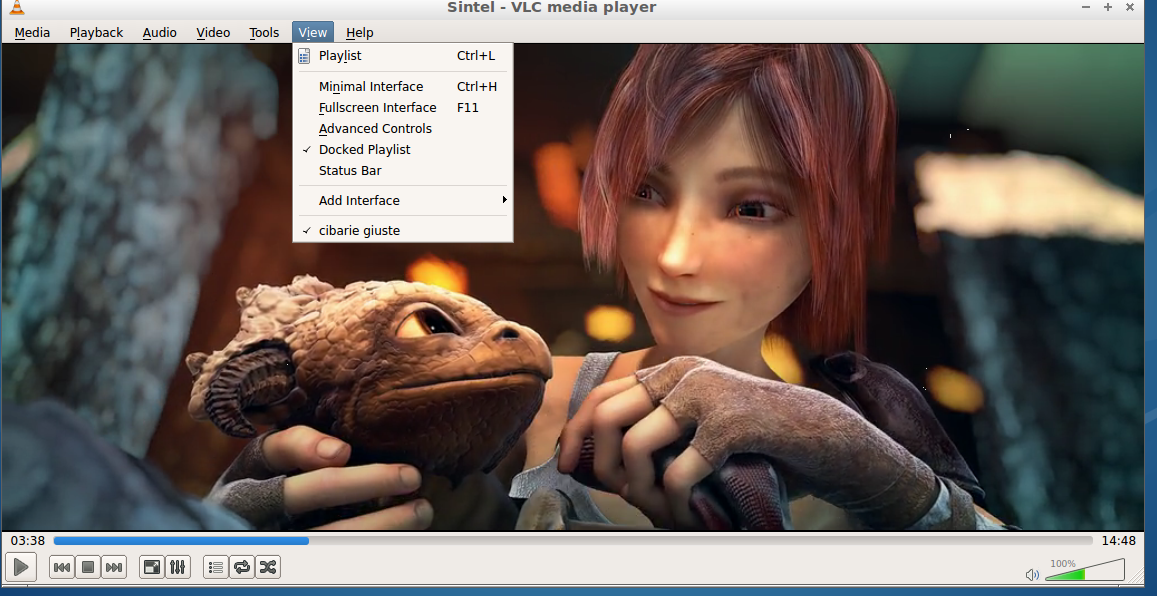 Sintel - VLC media player
Media Playback Audio Video Tools View Help
Playlist Ctrl+L
Minimal Interface Ctrl+H
Fullscreen Interface F11
Advanced Controls
Docked Playlist
Status Bar
Add Interface
cibarie giuste
03:38 14:48
100%